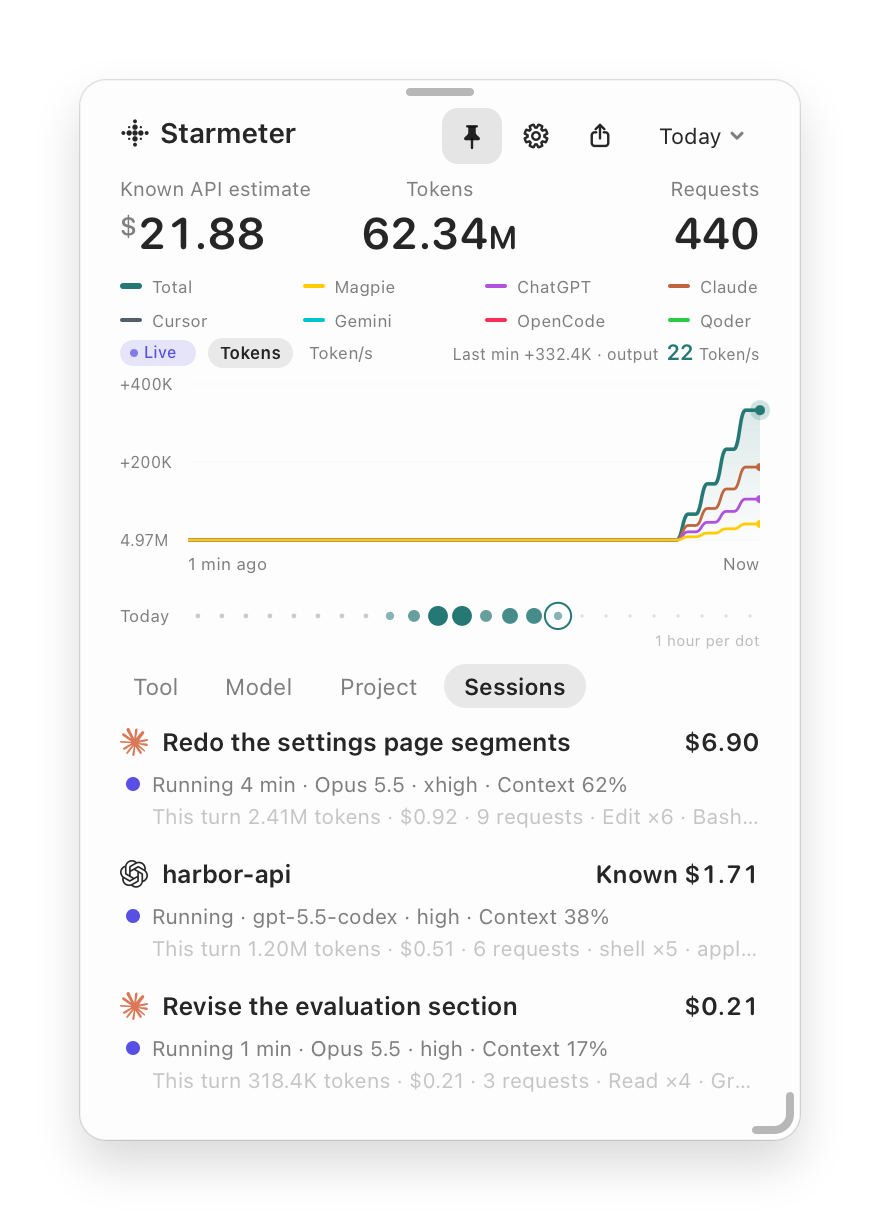 Starmeter Today
Known API estimate Tokens Requests
$21.88 62.34M 440
Total Magpie ChatGPT Claude
Cursor Gemini OpenCode Qoder
Live Tokens Token/s Last min +332.4K · output 22 Token/s
+400K
+200K
4.97M
1 min ago Now
Today
1 hour per dot
Tool Model Project Sessions
Redo the settings page segments $6.90
Running 4 min · Opus 5.5 · xhigh · Context 62%
This turn 2.41M tokens · $0.92 · 9 requests · Edit ×6 · Bash...
harbor-api Known $1.71
Running · gpt-5.5-codex · high · Context 38%
This turn 1.20M tokens · $0.51 · 6 requests · shell ×5 · appl...
Revise the evaluation section $0.21
Running 1 min · Opus 5.5 · high · Context 17%
This turn 318.4K tokens · $0.21 · 3 requests · Read ×4 · Gr...